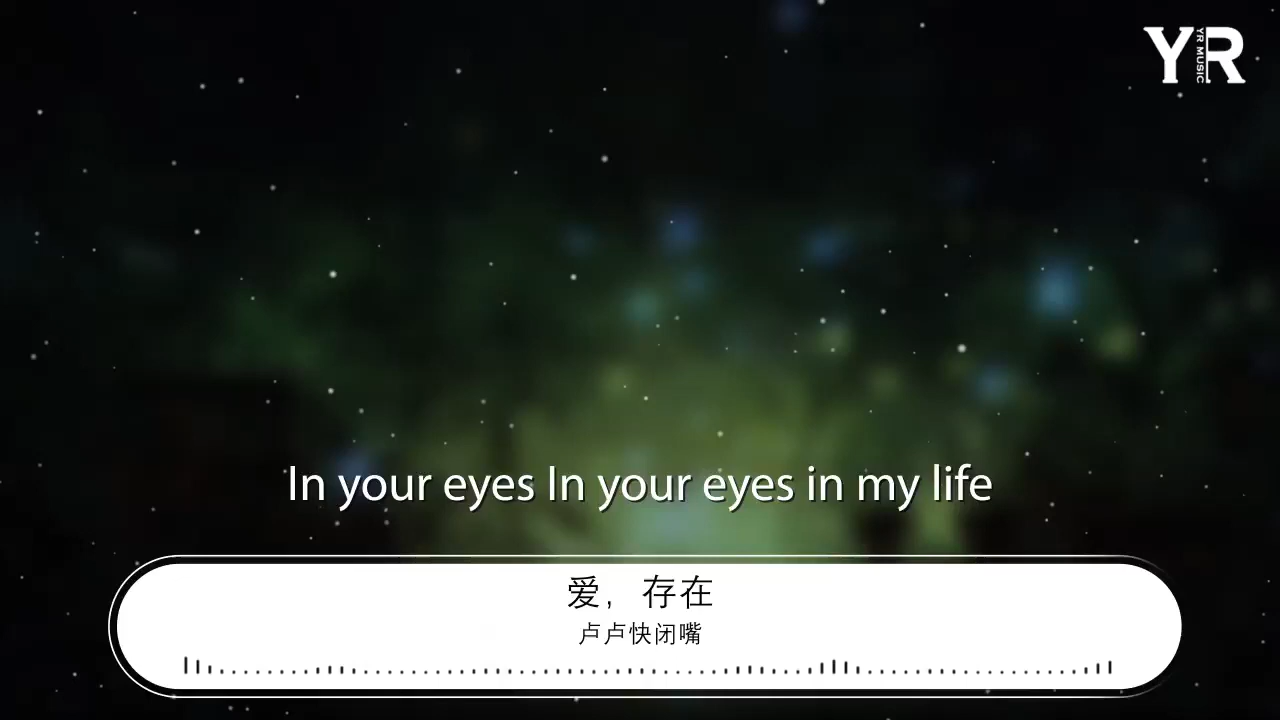 YR
YR MUSIC
In your eyes In your eyes in my life
爱，存在
卢卢快闭嘴